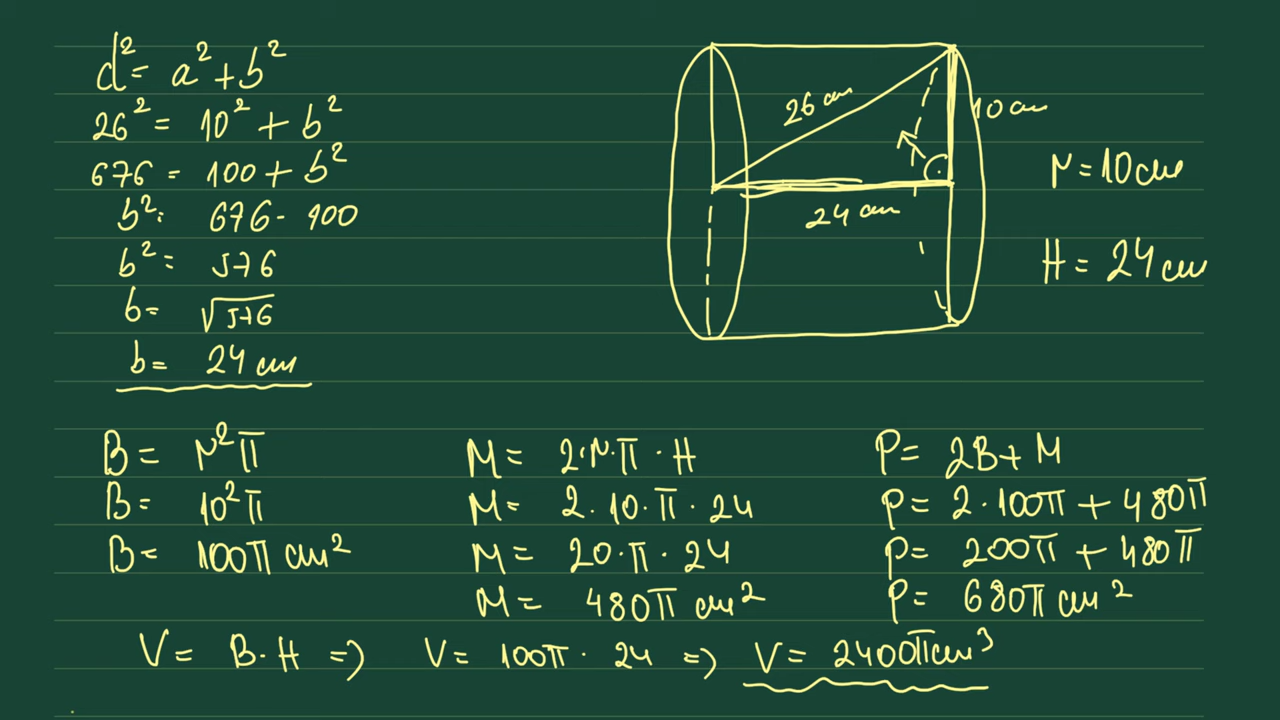 d² = a² + b²
26² = 10² + b²
676 = 100 + b²
b² = 676 - 100
b² = 576
b = √576
b = 24 cm
26 cm
10 cm
24 cm
r = 10 cm
H = 24 cm
B = r²π
B = 10²π
B = 100π cm²
M = 2·r·π·H
M = 2·10·π·24
M = 20·π·24
M = 480π cm²
P = 2B + M
P = 2·100π + 480π
P = 200π + 480π
P = 680π cm²
V = B·H => V = 100π·24 => V = 2400π cm³